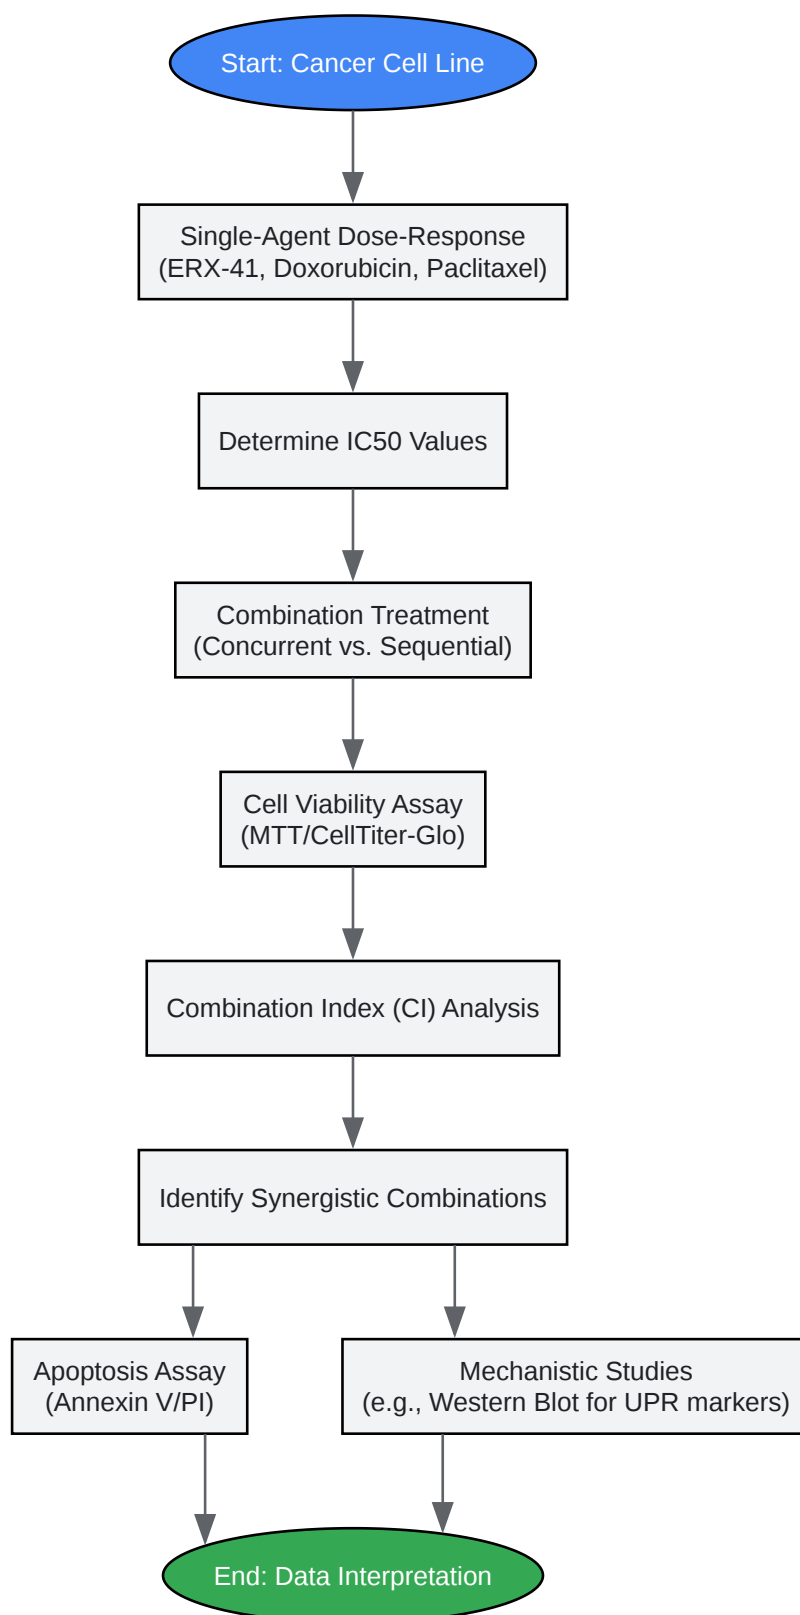 Start: Cancer Cell Line
Single-Agent Dose-Response
(ERX-41, Doxorubicin, Paclitaxel)
Determine IC50 Values
Combination Treatment
(Concurrent vs. Sequential)
Cell Viability Assay
(MTT/CellTiter-Glo)
Combination Index (CI) Analysis
Identify Synergistic Combinations
Apoptosis Assay
(Annexin V/PI)
Mechanistic Studies
(e.g., Western Blot for UPR markers)
End: Data Interpretation